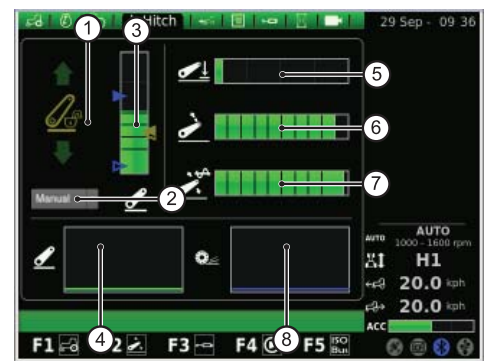 Hitch
29 Sep - 09 36
1
3
5
6
7
2
Manual
4
8
AUTO
AUTO
1000 - 1600 rpm
H1
20.0 kph
20.0 kph
ACC
F1
2
F3
F4
F5 ISO Bus